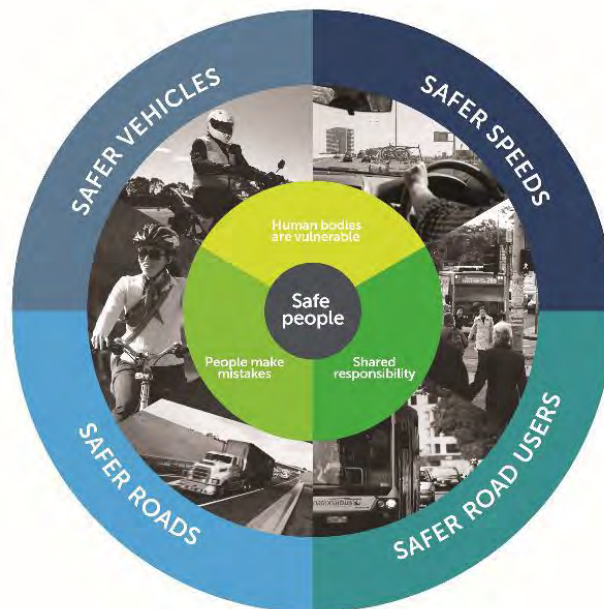 SAFER VEHICLES
SAFER SPEEDS
Human bodies
are vulnerable
Safe
people
People make
mistakes
Shared
responsibility
SAFER ROADS
SAFER ROAD USERS